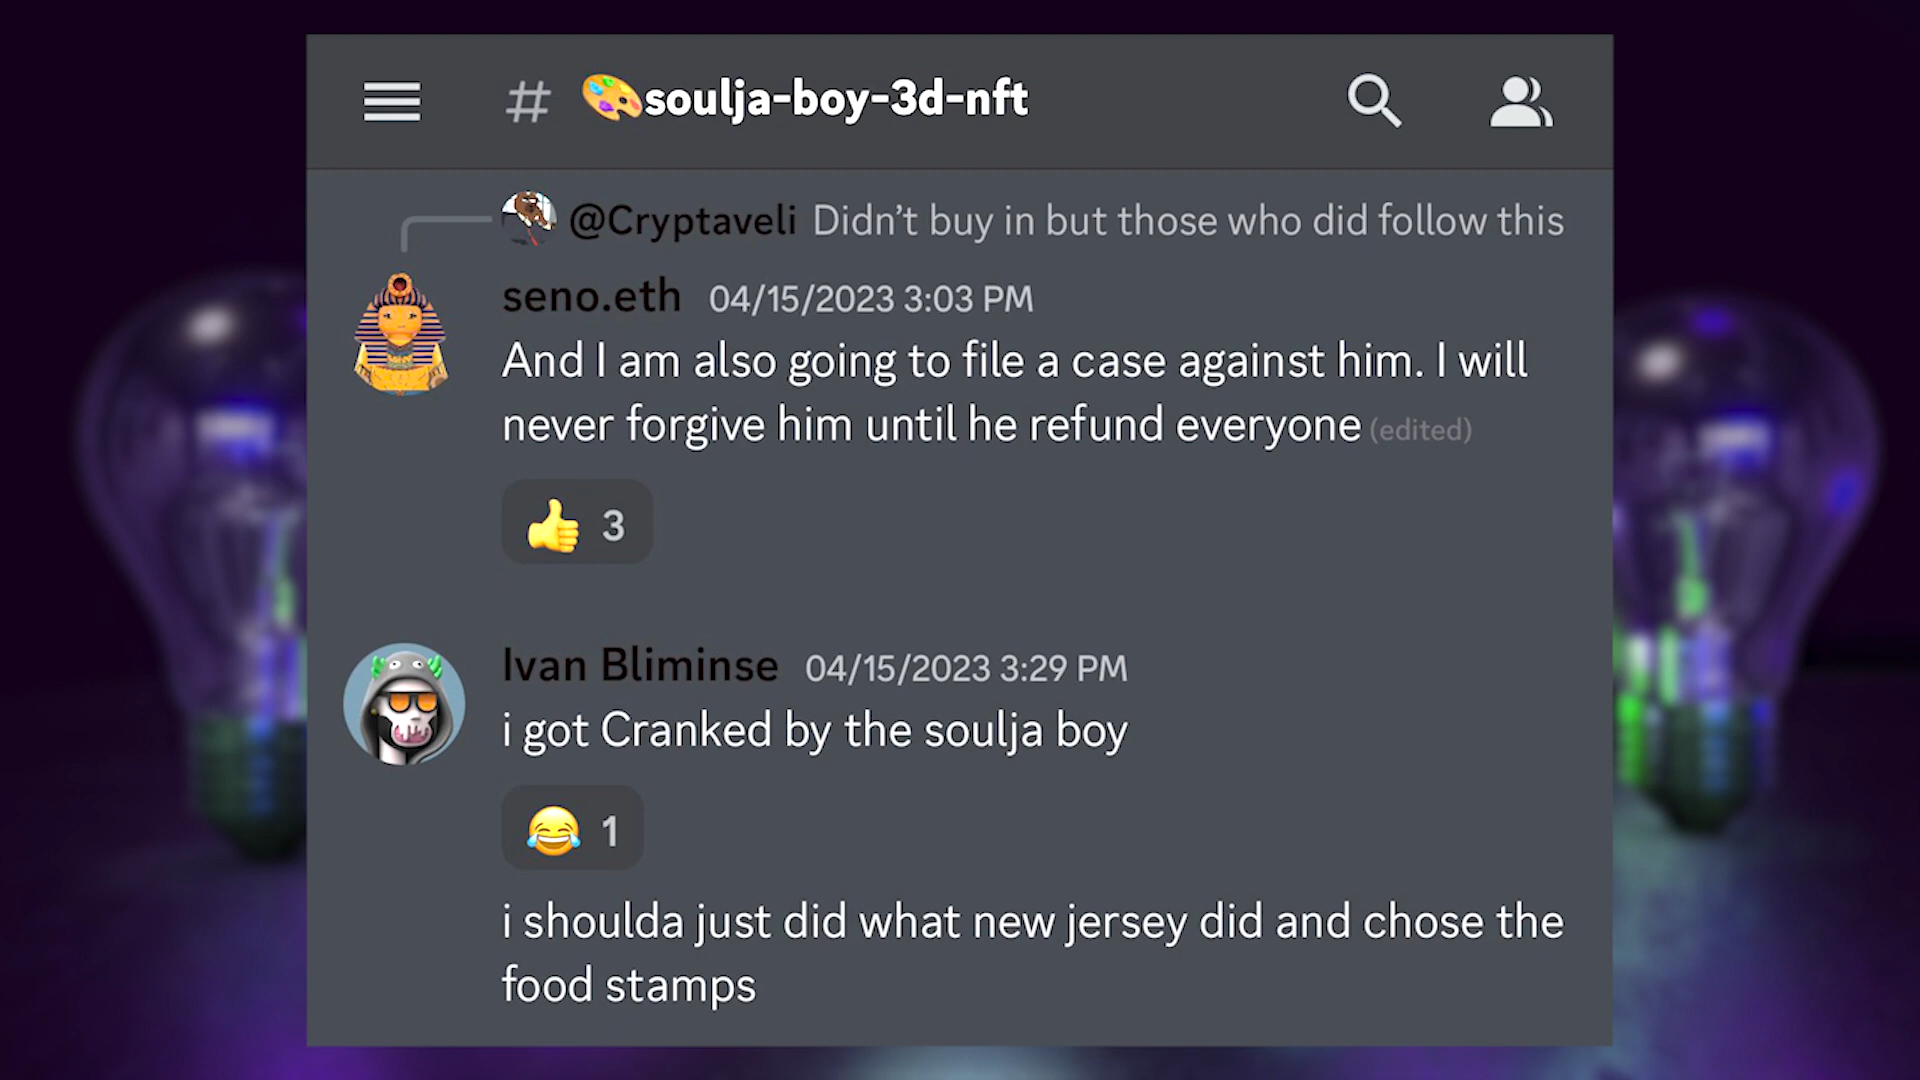 # 🎨soulja-boy-3d-nft
@Cryptaveli Didn't buy in but those who did follow this
seno.eth 04/15/2023 3:03 PM
And I am also going to file a case against him. I will
never forgive him until he refund everyone (edited)
👍 3
Ivan Bliminse 04/15/2023 3:29 PM
i got Cranked by the soulja boy
😂 1
i shoulda just did what new jersey did and chose the
food stamps